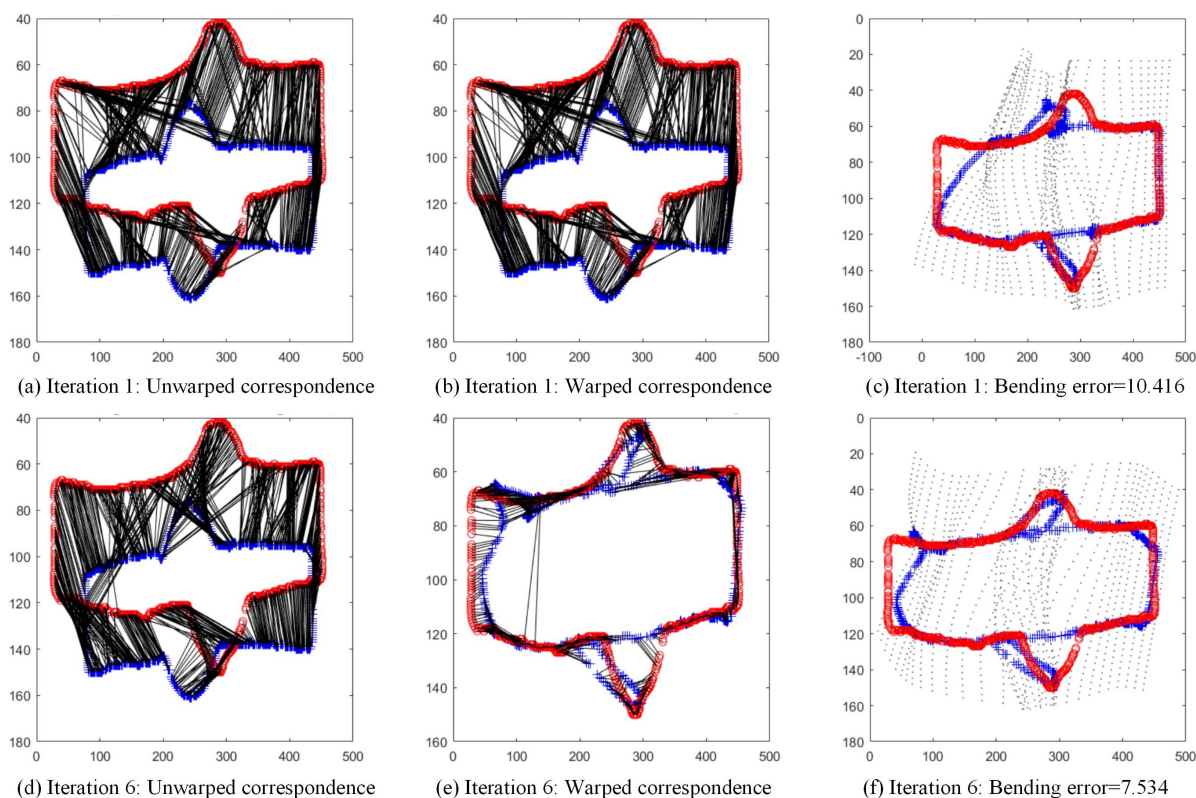 40 60 80 100 120 140 160 180
0 100 200 300 400 500
40 60 80 100 120 140 160 180
0 100 200 300 400 500
0 20 40 60 80 100 120 140 160 180
-100 0 100 200 300 400 500
(a) Iteration 1: Unwarped correspondence
(b) Iteration 1: Warped correspondence
(c) Iteration 1: Bending error=10.416
40 60 80 100 120 140 160 180
0 100 200 300 400 500
40 60 80 100 120 140 160
0 100 200 300 400 500
0 20 40 60 80 100 120 140 160 180
0 100 200 300 400 500
(d) Iteration 6: Unwarped correspondence
(e) Iteration 6: Warped correspondence
(f) Iteration 6: Bending error=7.534